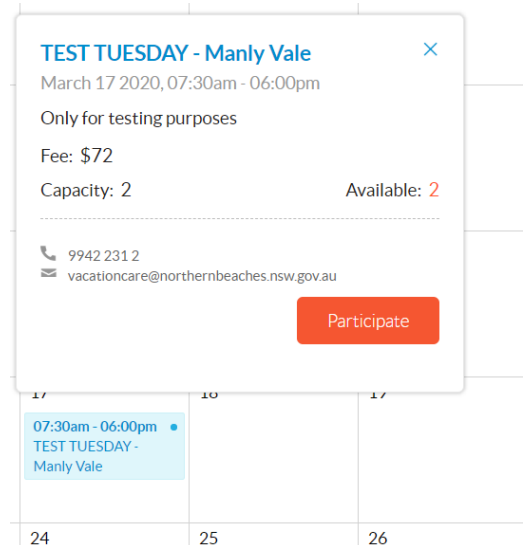 TEST TUESDAY - Manly Vale
March 17 2020, 07:30am - 06:00pm
Only for testing purposes
Fee: $72
Capacity: 2 Available: 2
9942 231 2
vacationcare@northernbeaches.nsw.gov.au
Participate
17 18 19
07:30am - 06:00pm
TEST TUESDAY -
Manly Vale
24 25 26